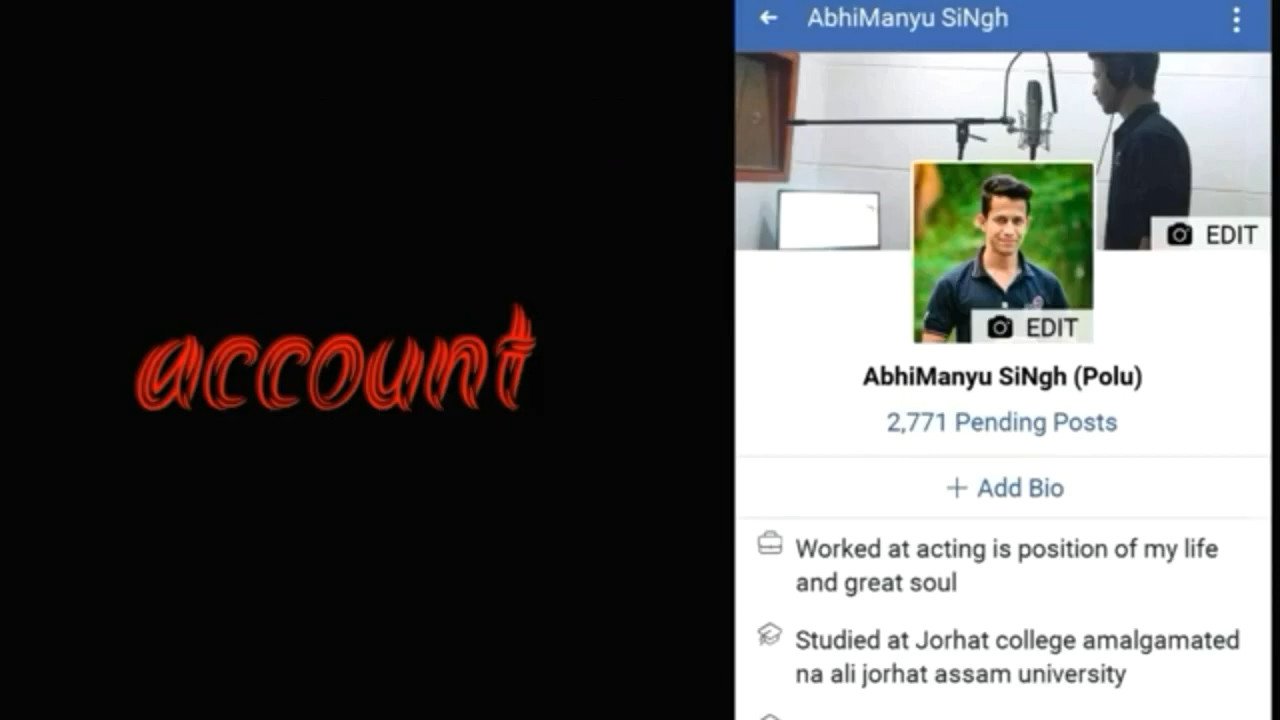 account
AbhiManyu SiNgh
EDIT
EDIT
AbhiManyu SiNgh (Polu)
2,771 Pending Posts
+ Add Bio
Worked at acting is position of my life
and great soul
Studied at Jorhat college amalgamated
na ali jorhat assam university